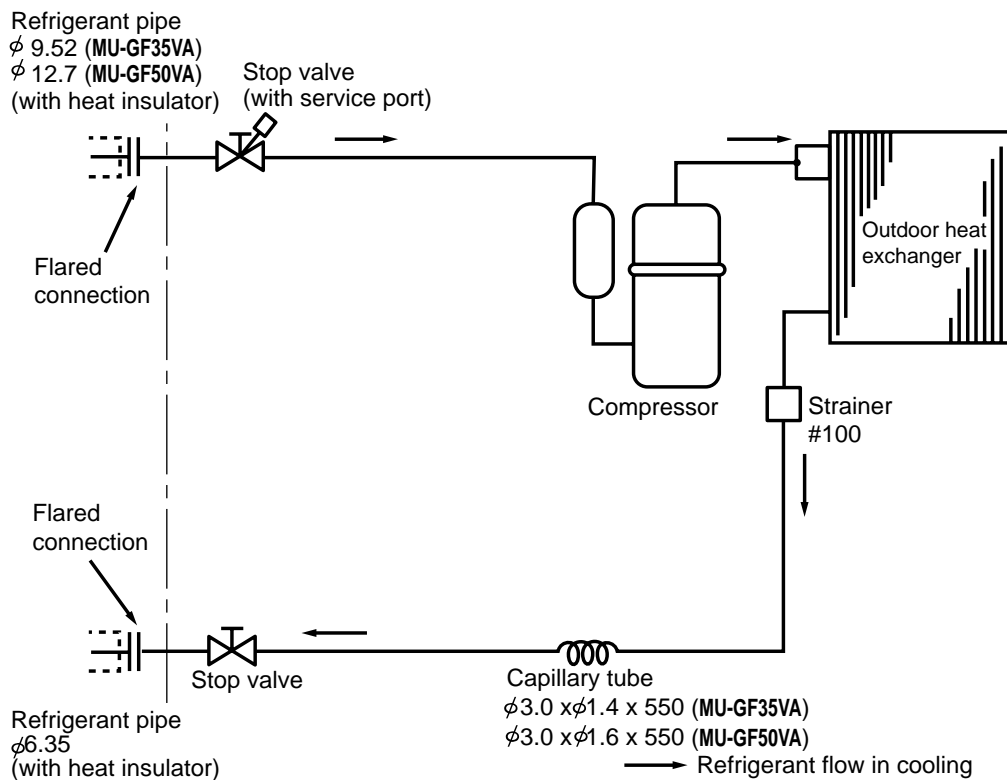 Refrigerant pipe
ϕ 9.52 (MU-GF35VA)
ϕ 12.7 (MU-GF50VA)
(with heat insulator)
Stop valve
(with service port)
Flared
connection
Outdoor heat
exchanger
Compressor
Strainer
#100
Flared
connection
Stop valve
Capillary tube
ϕ3.0 xϕ1.4 x 550 (MU-GF35VA)
ϕ3.0 xϕ1.6 x 550 (MU-GF50VA)
Refrigerant pipe
ϕ6.35
(with heat insulator)
Refrigerant flow in cooling